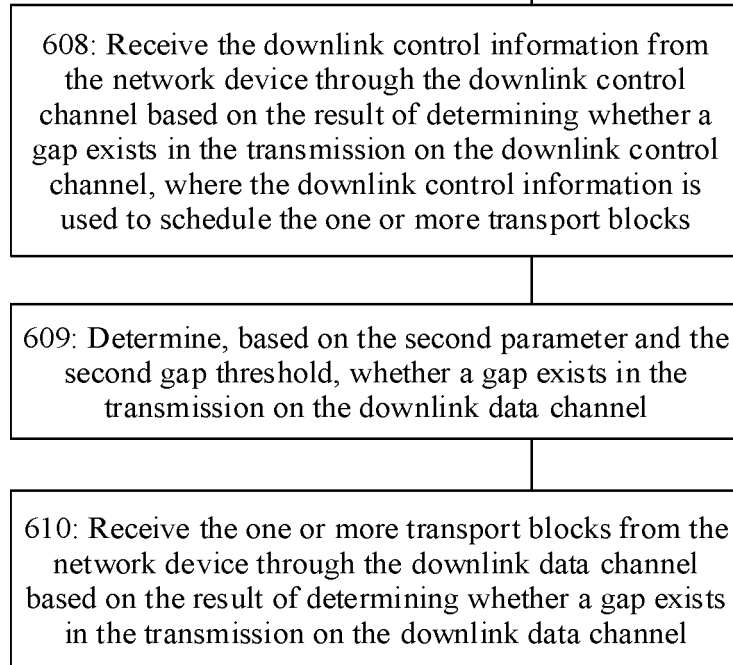 608: Receive the downlink control information from
the network device through the downlink control
channel based on the result of determining whether a
gap exists in the transmission on the downlink control
channel, where the downlink control information is
used to schedule the one or more transport blocks
609: Determine, based on the second parameter and the
second gap threshold, whether a gap exists in the
transmission on the downlink data channel
610: Receive the one or more transport blocks from the
network device through the downlink data channel
based on the result of determining whether a gap exists
in the transmission on the downlink data channel